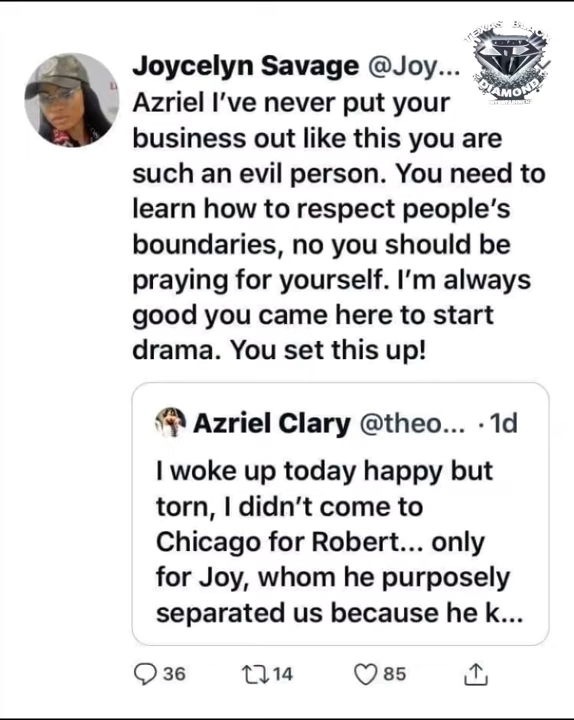 TEXAS BLACK
DIAMOND
Joycelyn Savage @Joy...
Azriel I've never put your
business out like this you are
such an evil person. You need to
learn how to respect people's
boundaries, no you should be
praying for yourself. I'm always
good you came here to start
drama. You set this up!
Azriel Clary @theo... · 1d
I woke up today happy but
torn, I didn't come to
Chicago for Robert... only
for Joy, whom he purposely
separated us because he k...
36 14 85